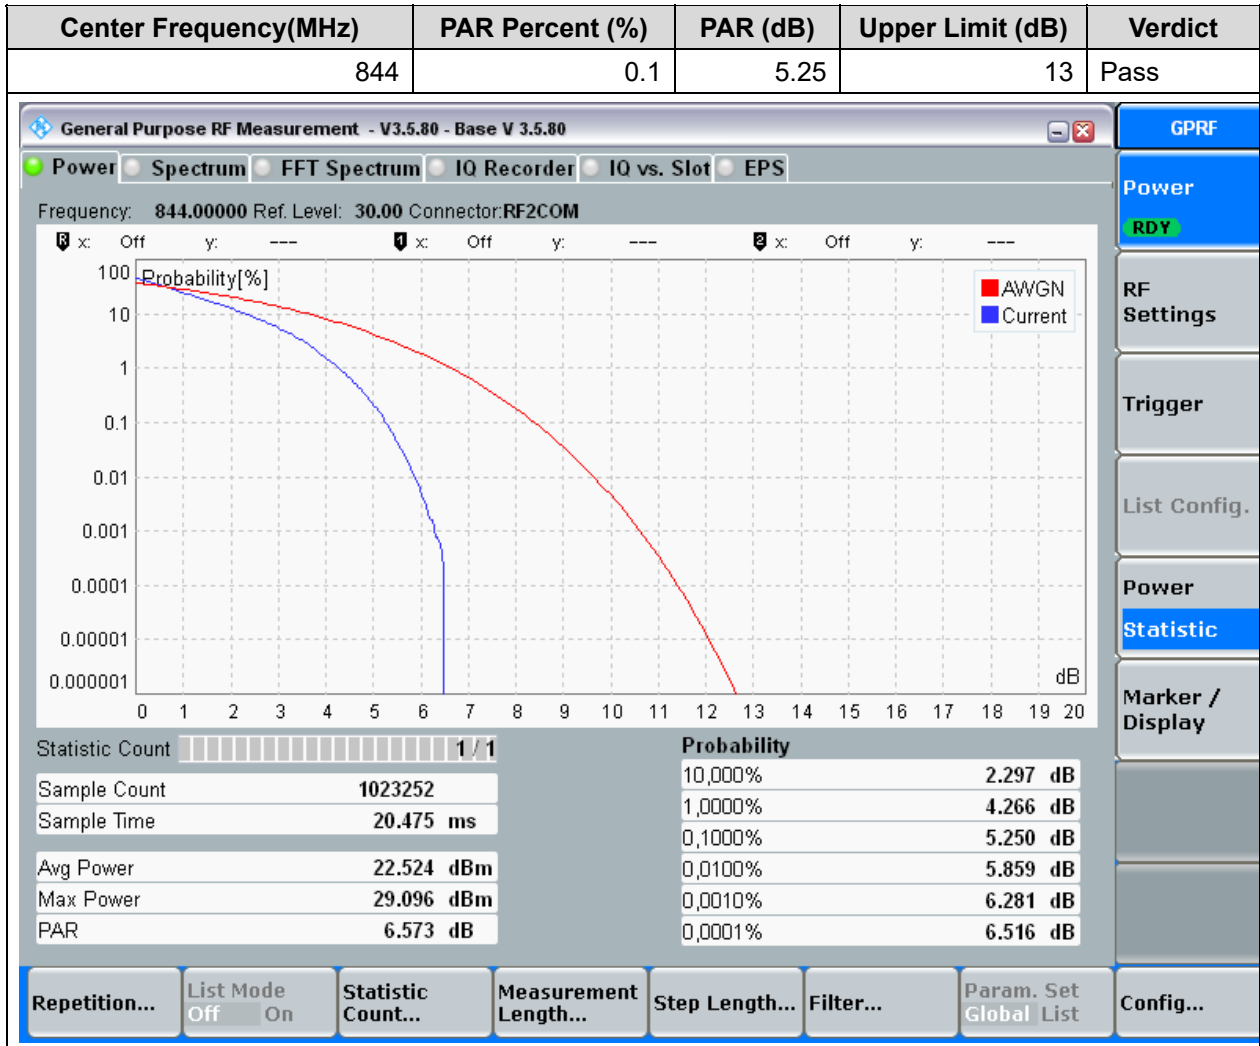 Center Frequency(MHz) PAR Percent (%) PAR (dB) Upper Limit (dB) Verdict
844 0.1 5.25 13 Pass
General Purpose RF Measurement - V3.5.80 - Base V 3.5.80
GPRF
Power Spectrum FFT Spectrum IQ Recorder IQ vs. Slot EPS
Power
RDY
Frequency: 844.00000 Ref. Level: 30.00 Connector:RF2COM
R x: Off y: --- 1 x: Off y: --- 2 x: Off y: ---
100 Probability[%]
AWGN
Current
10
1
0.1
0.01
0.001
0.0001
0.00001
0.000001
dB
0 1 2 3 4 5 6 7 8 9 10 11 12 13 14 15 16 17 18 19 20
RF
Settings
Trigger
List Config.
Power
Statistic
Marker /
Display
Statistic Count 1 / 1
Sample Count 1023252
Sample Time 20.475 ms
Avg Power 22.524 dBm
Max Power 29.096 dBm
PAR 6.573 dB
Probability
10,000% 2.297 dB
1,0000% 4.266 dB
0,1000% 5.250 dB
0,0100% 5.859 dB
0,0010% 6.281 dB
0,0001% 6.516 dB
Repetition...
List Mode
Off On
Statistic
Count...
Measurement
Length...
Step Length...
Filter...
Param. Set
Global List
Config...